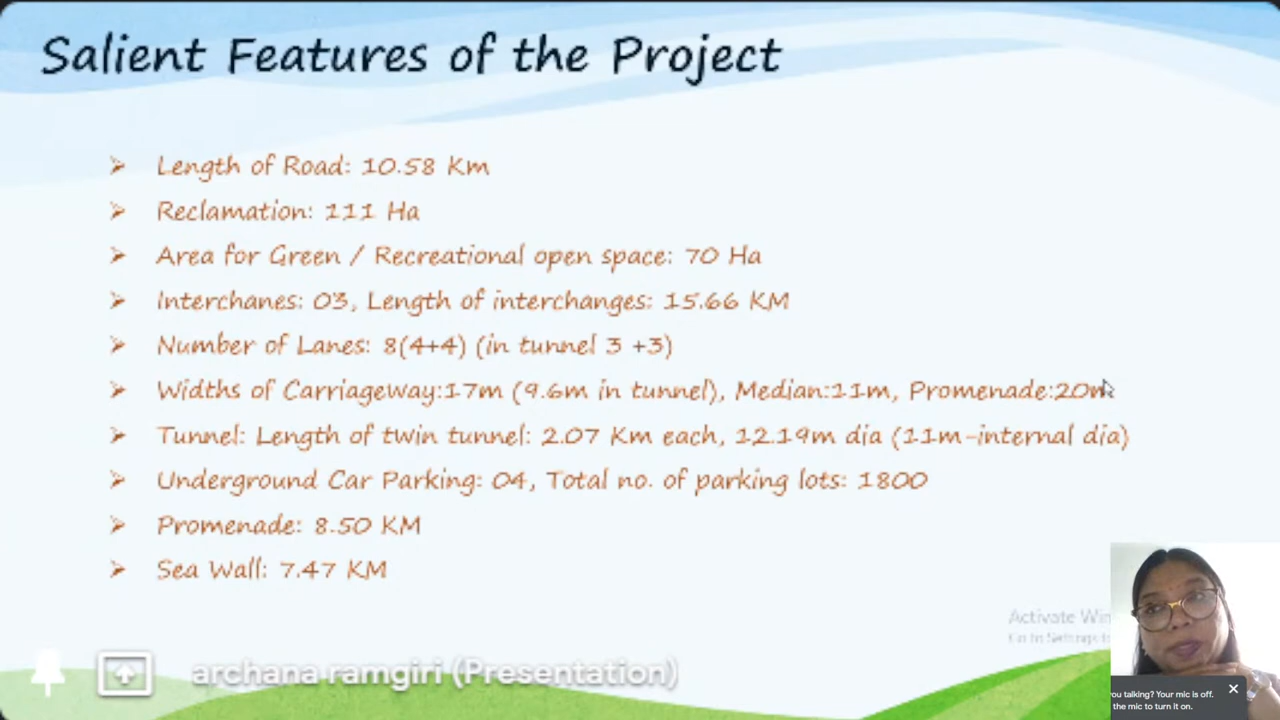 Salient Features of the Project
➢ Length of Road: 10.58 Km
➢ Reclamation: 111 Ha
➢ Area for Green / Recreational open space: 70 Ha
➢ Interchanes: 03, Length of interchanges: 15.66 KM
➢ Number of Lanes: 8(4+4) (in tunnel 3 +3)
➢ Widths of Carriageway:17m (9.6m in tunnel), Median:11m, Promenade:20m
➢ Tunnel: Length of twin tunnel: 2.07 Km each, 12.19m dia (11m-internal dia)
➢ Underground Car Parking: 04, Total no. of parking lots: 1800
➢ Promenade: 8.50 KM
➢ Sea Wall: 7.47 KM
Activate Win
Go to Settings t
archana ramgiri (Presentation)
you talking? Your mic is off.
the mic to turn it on.